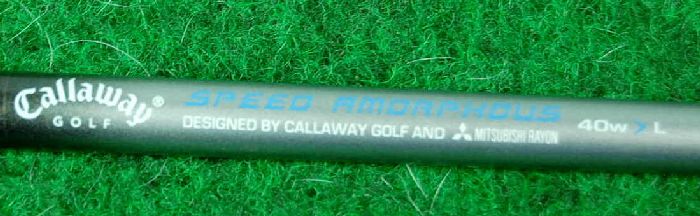 Callaway®
GOLF
SPEED AMORPHOUS
DESIGNED BY CALLAWAY GOLF AND MITSUBISHI RAYON
40w > L